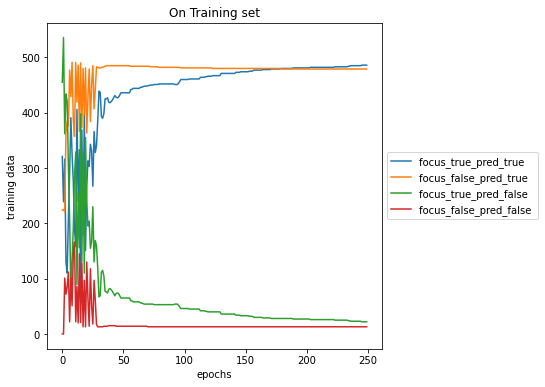 On Training set
training data
500
400
300
200
100
0
0 50 100 150 200 250
epochs
focus_true_pred_true
focus_false_pred_true
focus_true_pred_false
focus_false_pred_false